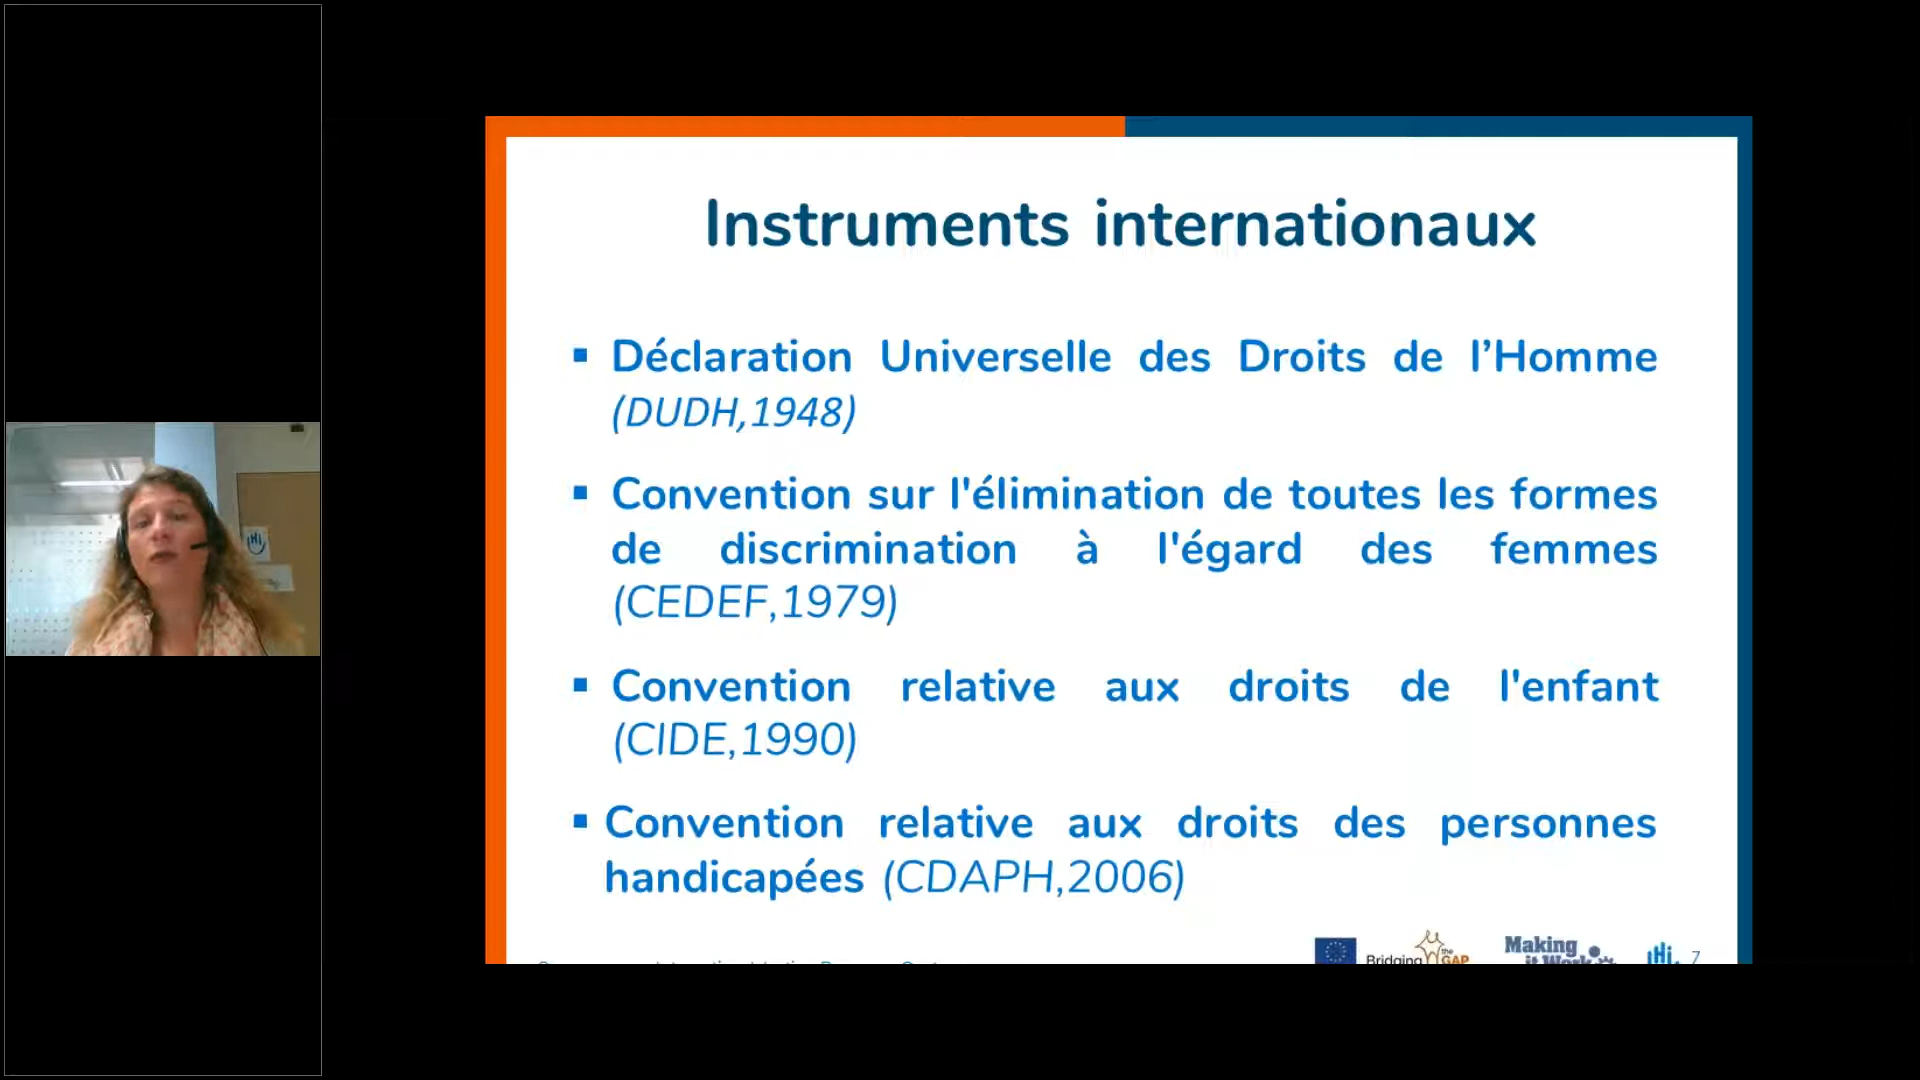 Instruments internationaux
▪ Déclaration Universelle des Droits de l’Homme
(DUDH,1948)
▪ Convention sur l'élimination de toutes les formes
de discrimination à l'égard des femmes
(CEDEF,1979)
▪ Convention relative aux droits de l'enfant
(CIDE,1990)
▪ Convention relative aux droits des personnes
handicapées (CDAPH,2006)
Bridging the GAP
Making
it Work
Hi
7